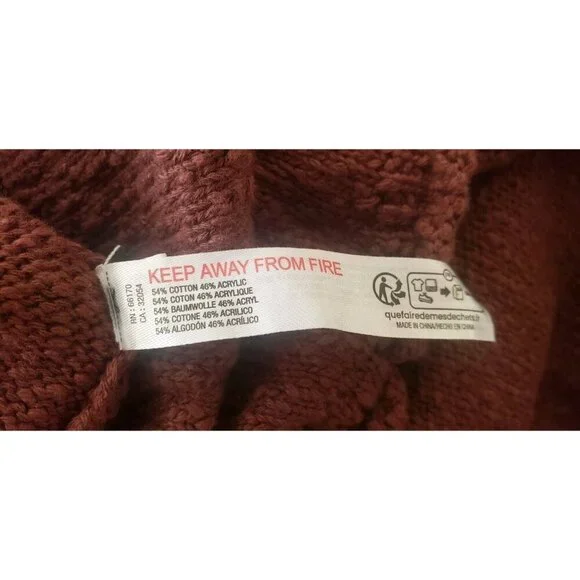 RN : 66170
CA : 32054
KEEP AWAY FROM FIRE
54% COTTON 46% ACRYLIC
54% COTON 46% ACRYLIQUE
54% BAUMWOLLE 46% ACRYL
54% COTONE 46% ACRILICO
54% ALGODÓN 46% ACRÍLICO
quefairedemesdechets.fr
MADE IN CHINA/HECHO EN CHINA